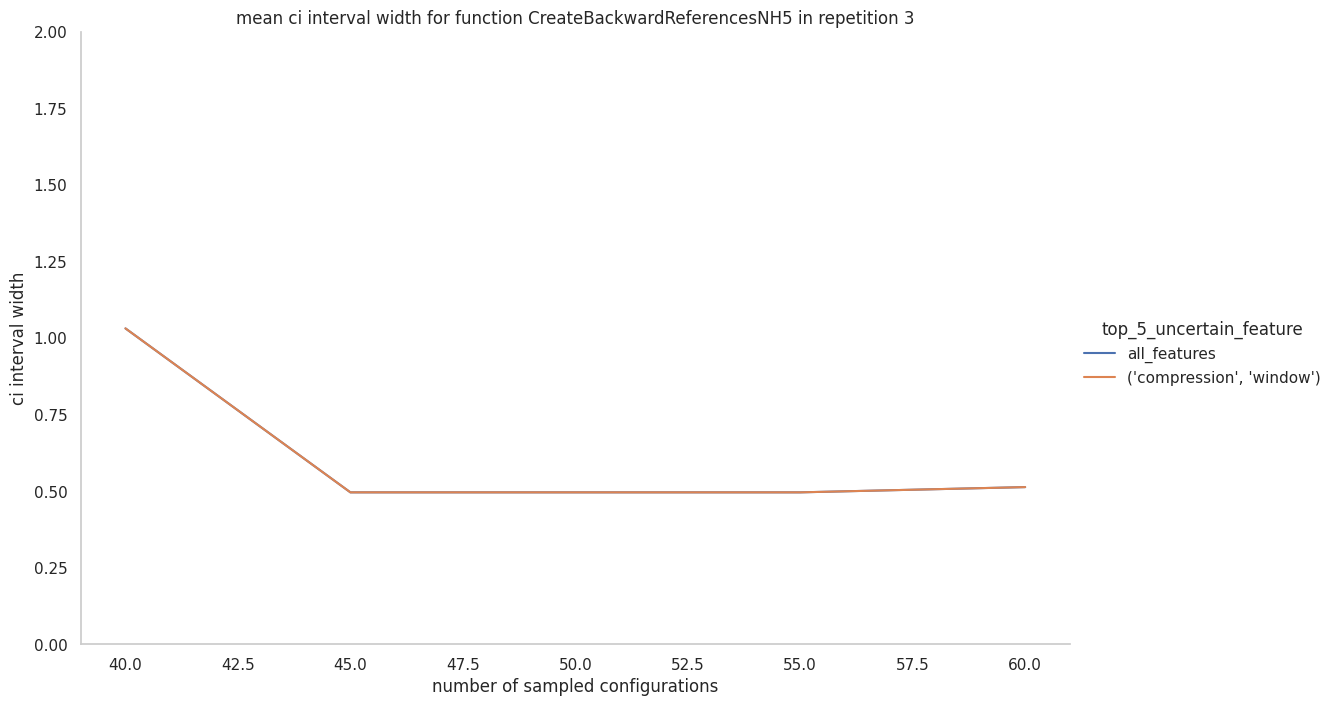 mean ci interval width for function CreateBackwardReferencesNH5 in repetition 3
2.00
1.75
1.50
1.25
1.00
0.75
0.50
0.25
0.00
ci interval width
40.0 42.5 45.0 47.5 50.0 52.5 55.0 57.5 60.0
number of sampled configurations
top_5_uncertain_feature
all_features
('compression', 'window')